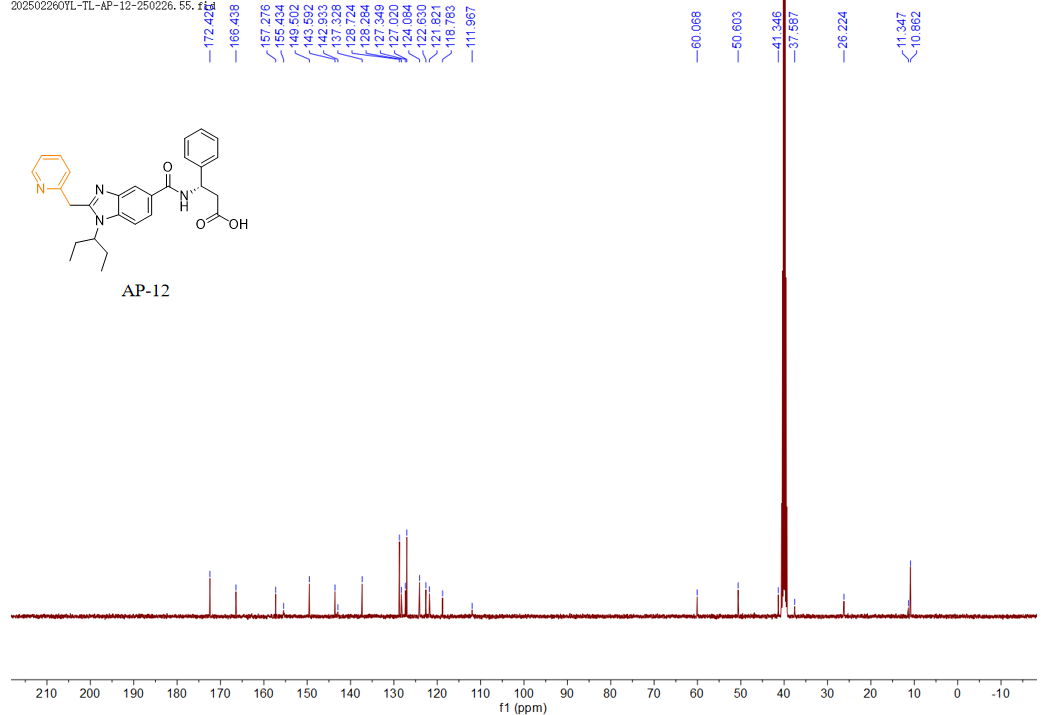 20250226OYL-TL-AP-12-250226.55.fid
172.426
166.438
157.276
155.434
149.502
143.592
142.933
137.328
128.724
128.284
127.349
127.020
124.084
122.630
121.821
118.783
111.967
60.068
50.603
41.346
37.587
26.224
11.347
10.862
O
N
N
N
N
H
O
OH
AP-12
210 200 190 180 170 160 150 140 130 120 110 100 90 80 70 60 50 40 30 20 10 0 -10
f1 (ppm)